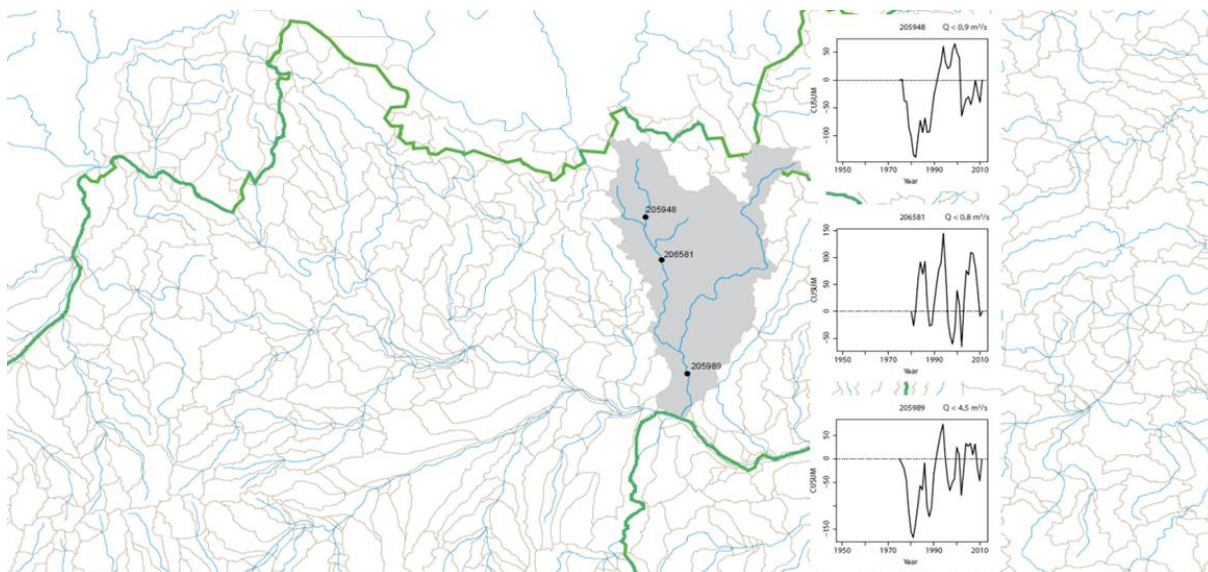 205948
206581
205989
205948 Q < 0,9 m³/s
50
0
−50
−100
CUSUM
1950 1970 1990 2010
Year
206581 Q < 0,8 m³/s
150
100
50
0
−50
CUSUM
1950 1970 1990 2010
Year
205989 Q < 4,5 m³/s
50
0
−50
−150
CUSUM
1950 1970 1990 2010
Year